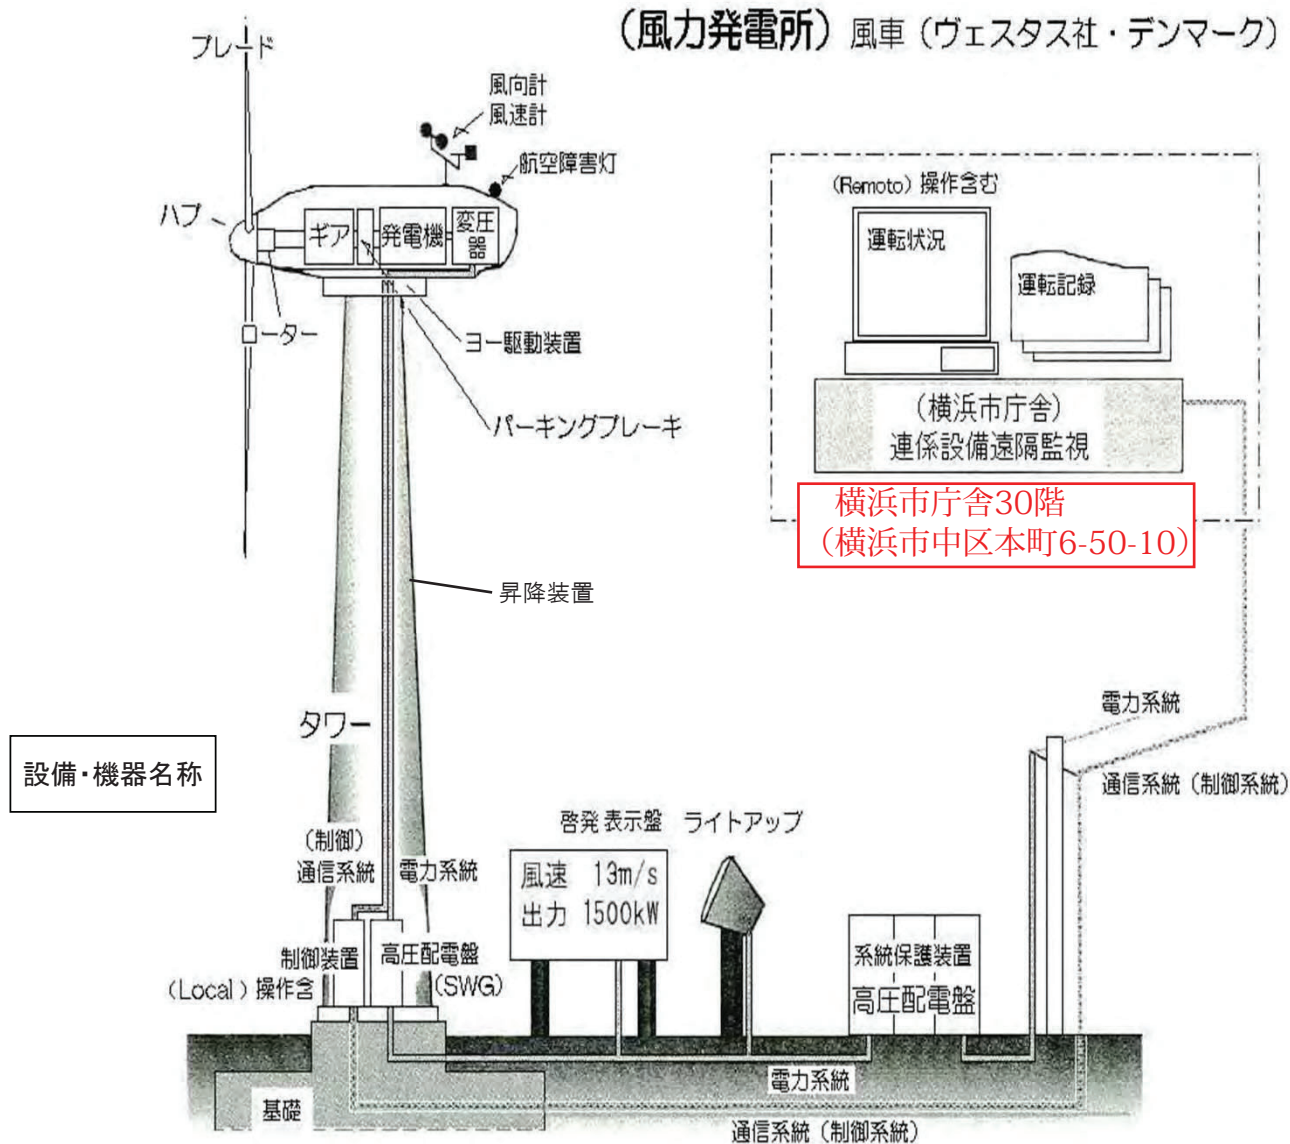 （風力発電所）風車（ヴェスタス社・デンマーク）
ブレード
風向計
風速計
航空障害灯
ハブ
ギア
発電機
変圧
器
ローター
ヨー駆動装置
パーキングブレーキ
昇降装置
タワー
設備・機器名称
（Remoto）操作含む
運転状況
運転記録
（横浜市庁舎）
連係設備遠隔監視
横浜市庁舎30階
（横浜市中区本町6-50-10）
電力系統
通信系統（制御系統）
（制御）
通信系統
電力系統
啓発表示盤
ライトアップ
風速 13m/s
出力 1500kW
制御装置
（Local）操作含
高圧配電盤
（SWG）
系統保護装置
高圧配電盤
基礎
電力系統
通信系統（制御系統）